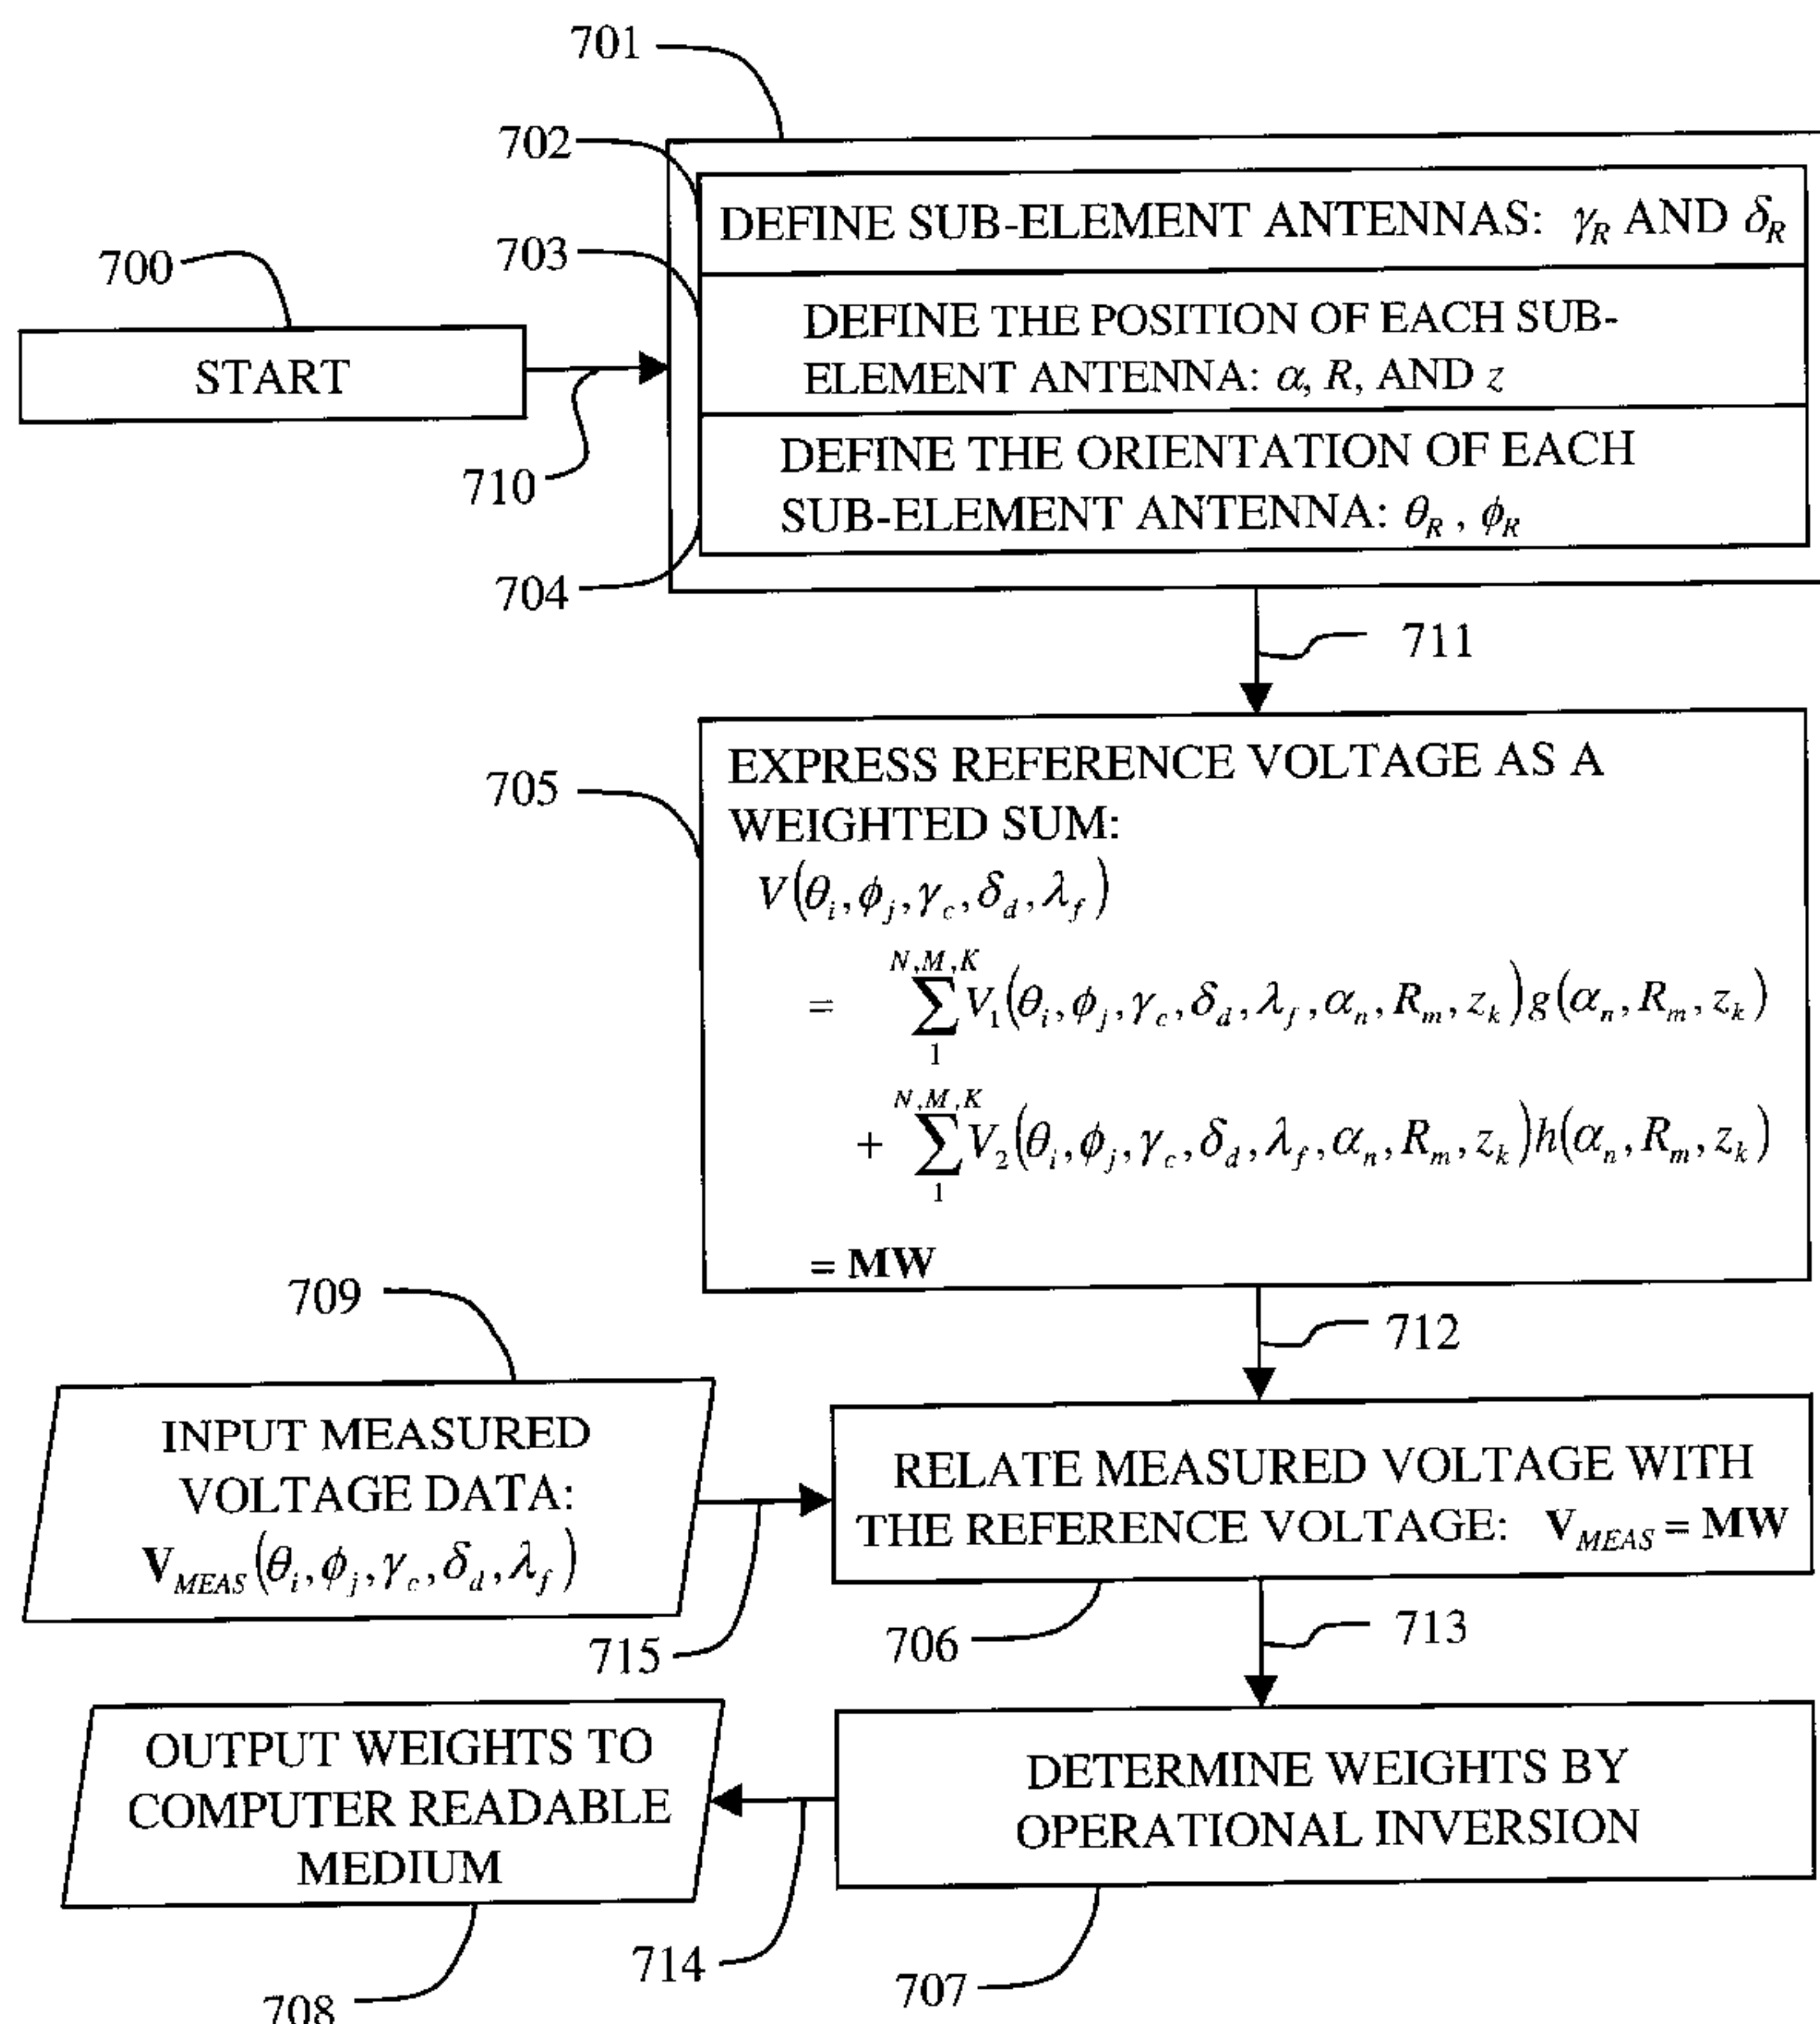 701
702
DEFINE SUB-ELEMENT ANTENNAS: γ_R AND δ_R
703
700
DEFINE THE POSITION OF EACH SUB-
ELEMENT ANTENNA: α, R, AND z
START
DEFINE THE ORIENTATION OF EACH
SUB-ELEMENT ANTENNA: θ_R , φ_R
710
704
711
705
EXPRESS REFERENCE VOLTAGE AS A
WEIGHTED SUM:
V(θ_i, φ_j, γ_c, δ_d, λ_f)
= ∑_1^{N,M,K} V_1(θ_i, φ_j, γ_c, δ_d, λ_f, α_n, R_m, z_k) g(α_n, R_m, z_k)
+ ∑_1^{N,M,K} V_2(θ_i, φ_j, γ_c, δ_d, λ_f, α_n, R_m, z_k) h(α_n, R_m, z_k)
= MW
709
712
INPUT MEASURED
VOLTAGE DATA:
V_MEAS(θ_i, φ_j, γ_c, δ_d, λ_f)
RELATE MEASURED VOLTAGE WITH
THE REFERENCE VOLTAGE: V_MEAS = MW
715
706
713
OUTPUT WEIGHTS TO
COMPUTER READABLE
MEDIUM
DETERMINE WEIGHTS BY
OPERATIONAL INVERSION
714
707
708